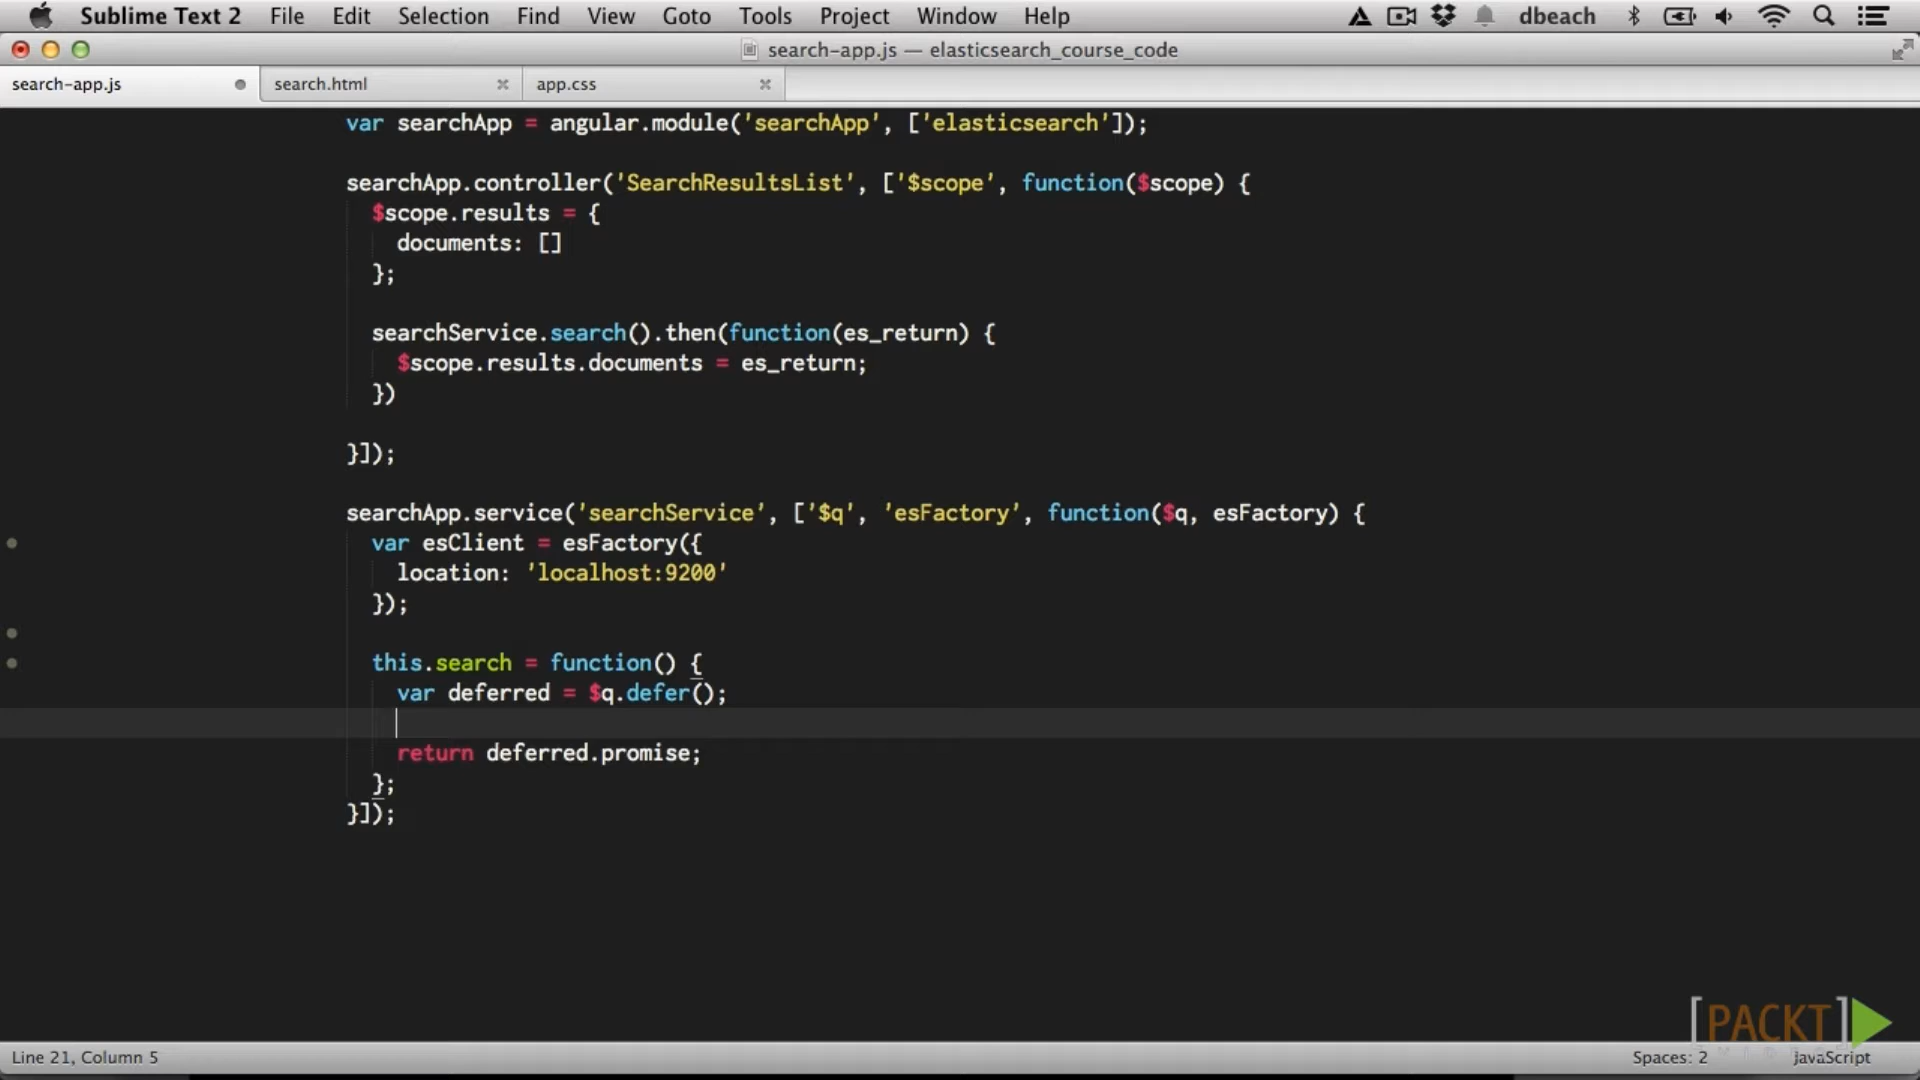 Sublime Text 2 File Edit Selection Find View Goto Tools Project Window Help dbeach
search-app.js — elasticsearch_course_code
search-app.js search.html app.css
var searchApp = angular.module('searchApp', ['elasticsearch']);
searchApp.controller('SearchResultsList', ['$scope', function($scope) {
$scope.results = {
documents: []
};
searchService.search().then(function(es_return) {
$scope.results.documents = es_return;
})
}]);
searchApp.service('searchService', ['$q', 'esFactory', function($q, esFactory) {
var esClient = esFactory({
location: 'localhost:9200'
});
this.search = function() {
var deferred = $q.defer();
return deferred.promise;
};
}]);
[PACKT]
Line 21, Column 5 Spaces: 2 JavaScript